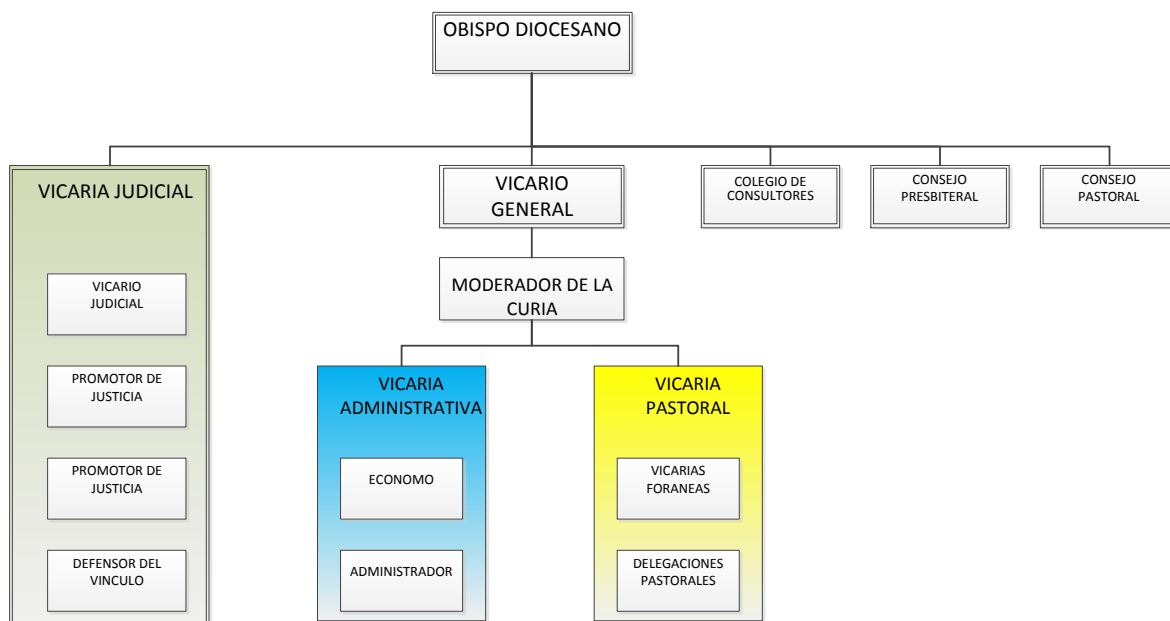 OBISPO DIOCESANO
VICARIA JUDICIAL
VICARIO
GENERAL
COLEGIO DE
CONSULTORES
CONSEJO
PRESBITERAL
CONSEJO
PASTORAL
VICARIO
JUDICIAL
PROMOTOR DE
JUSTICIA
PROMOTOR DE
JUSTICIA
DEFENSOR DEL
VINCULO
MODERADOR DE LA
CURIA
VICARIA
ADMINISTRATIVA
ECONOMO
ADMINISTRADOR
VICARIA
PASTORAL
VICARIAS
FORANEAS
DELEGACIONES
PASTORALES